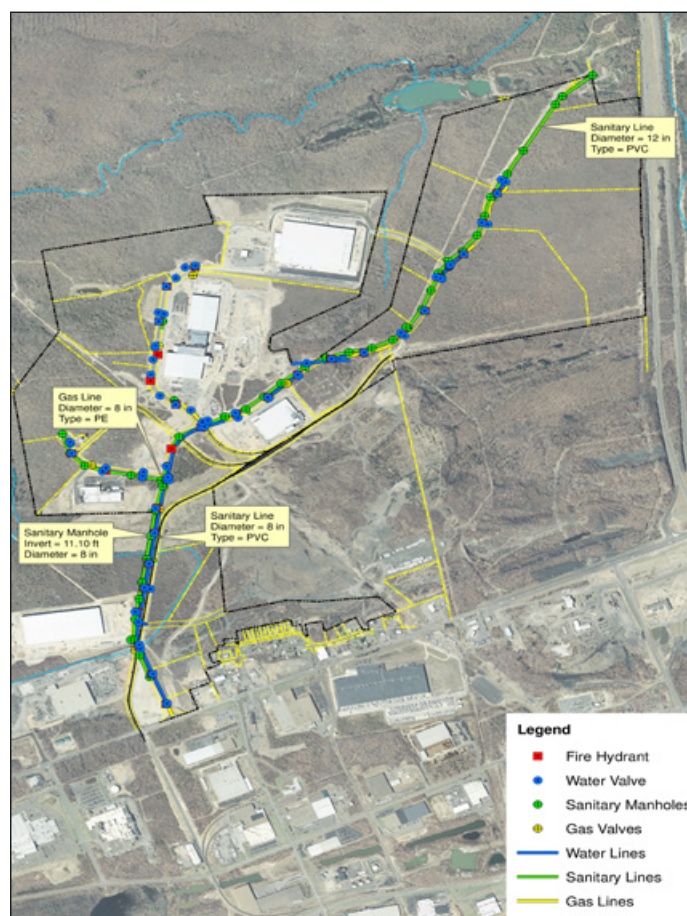 Sanitary Line
Diameter = 12 in
Type = PVC
Gas Line
Diameter = 8 in
Type = PE
Sanitary Line
Diameter = 8 in
Type = PVC
Sanitary Manhole
Invert = 11.10 ft
Diameter = 8 in
Legend
Fire Hydrant
Water Valve
Sanitary Manholes
Gas Valves
Water Lines
Sanitary Lines
Gas Lines